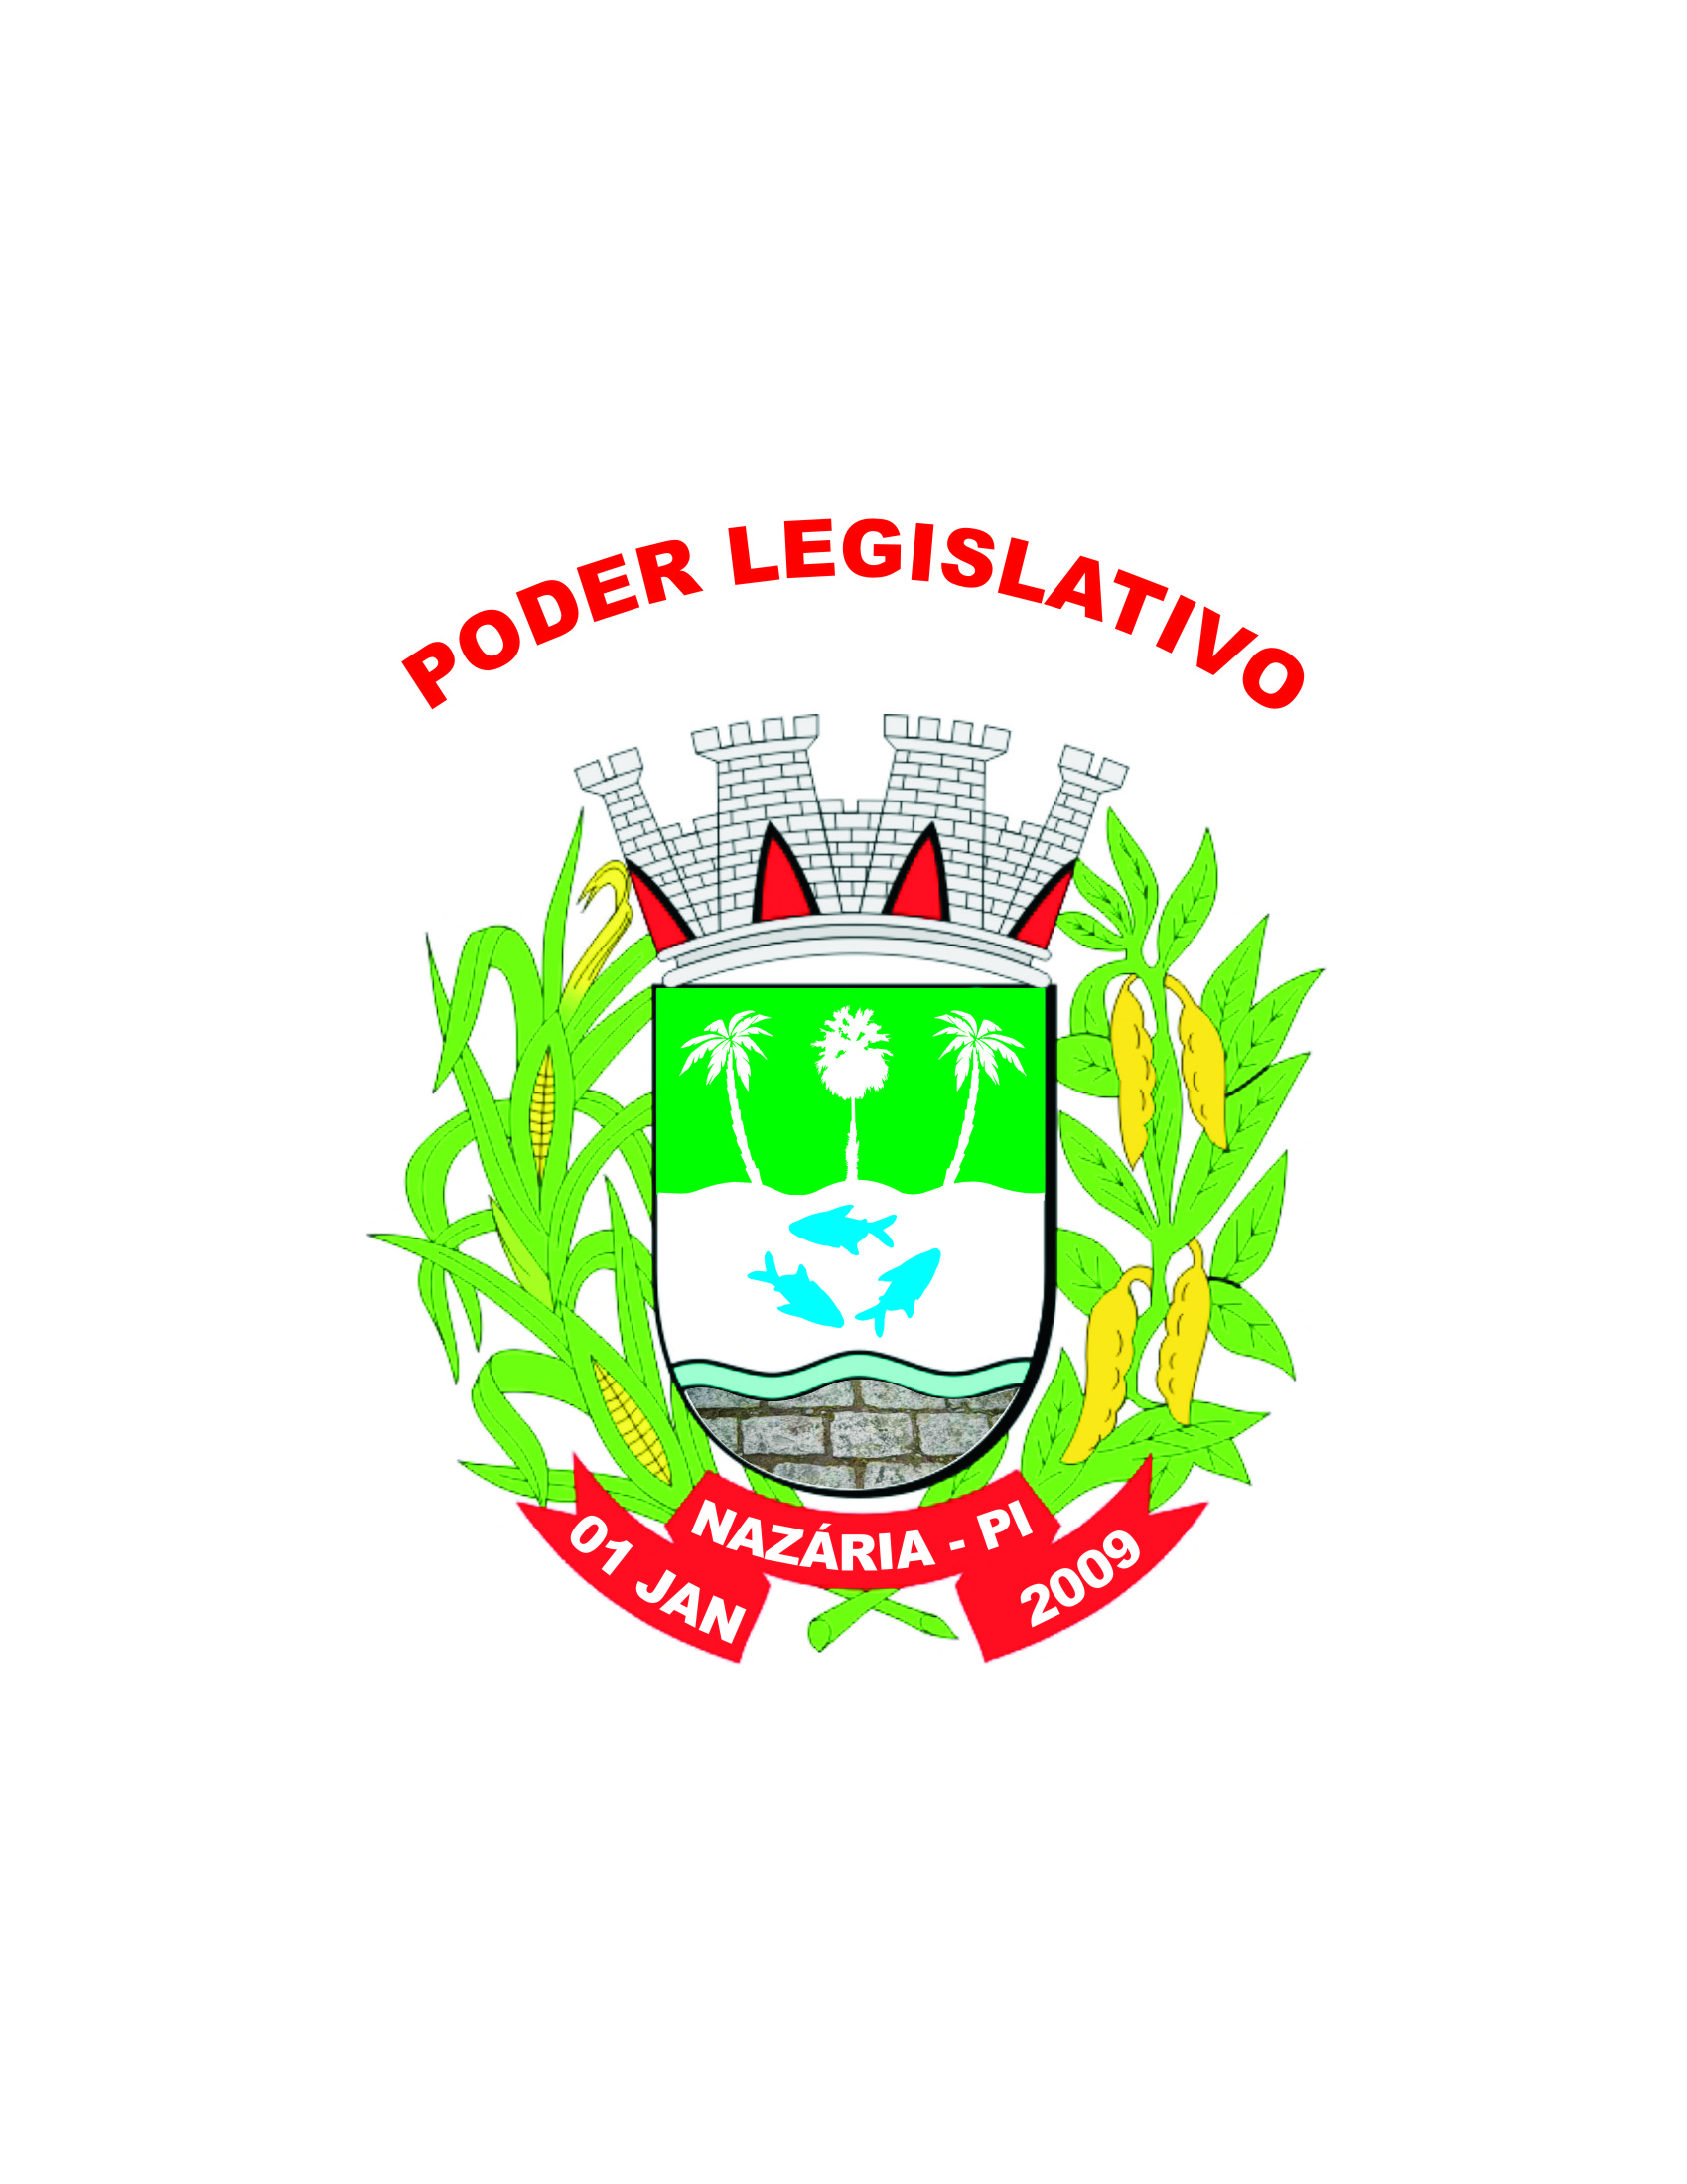 PODER LEGISLATIVO
NAZÁRIA - PI
01 JAN
2009